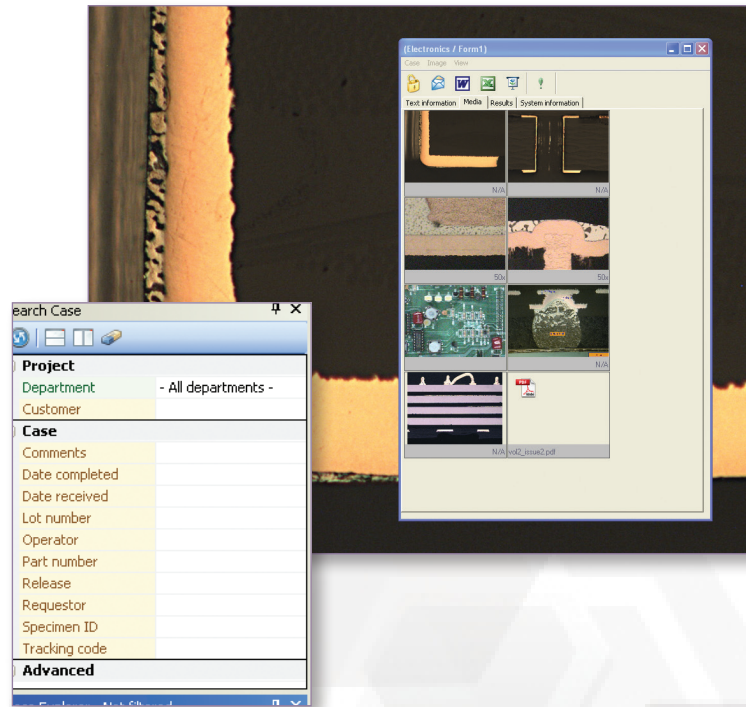 (Electronics / Form1)
Case Image View
Text information Media Results System information
N/A N/A
50x 50x
N/A
N/A vol2_issue2.pdf
PDF
earch Case
Project
Department - All departments -
Customer
Case
Comments
Date completed
Date received
Lot number
Operator
Part number
Release
Requestor
Specimen ID
Tracking code
Advanced